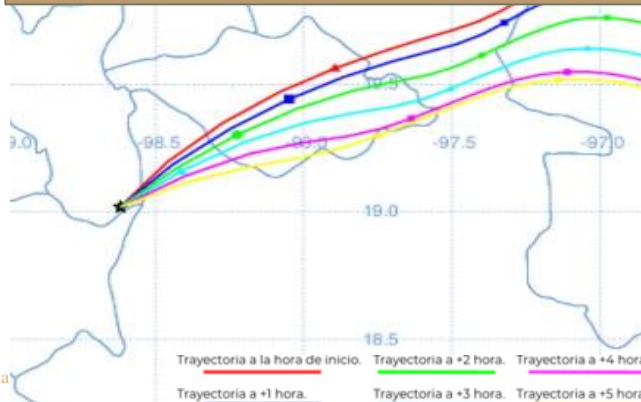 19.5
9.0 -98.5 -98.0 -97.5 -97.0
19.0
18.5
Trayectoria a la hora de inicio. Trayectoria a +2 hora. Trayectoria a +4 hora
a
Trayectoria a +1 hora. Trayectoria a +3 hora. Trayectoria a +5 hora